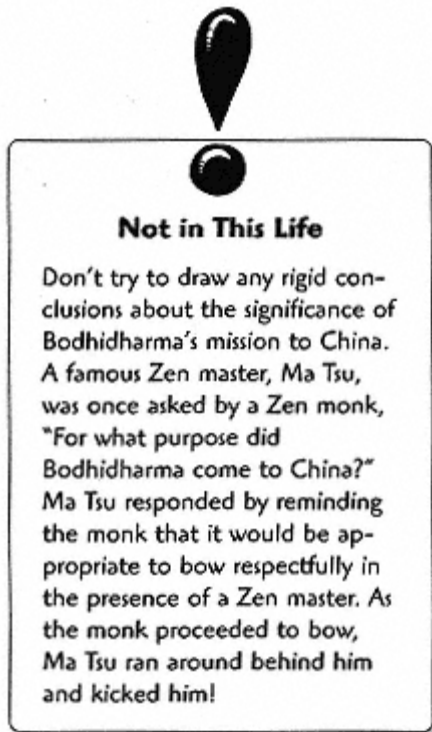 Not in This Life
Don't try to draw any rigid con-
clusions about the significance of
Bodhidharma's mission to China.
A famous Zen master, Ma Tsu,
was once asked by a Zen monk,
"For what purpose did
Bodhidharma come to China?"
Ma Tsu responded by reminding
the monk that it would be ap-
propriate to bow respectfully in
the presence of a Zen master. As
the monk proceeded to bow,
Ma Tsu ran around behind him
and kicked him!